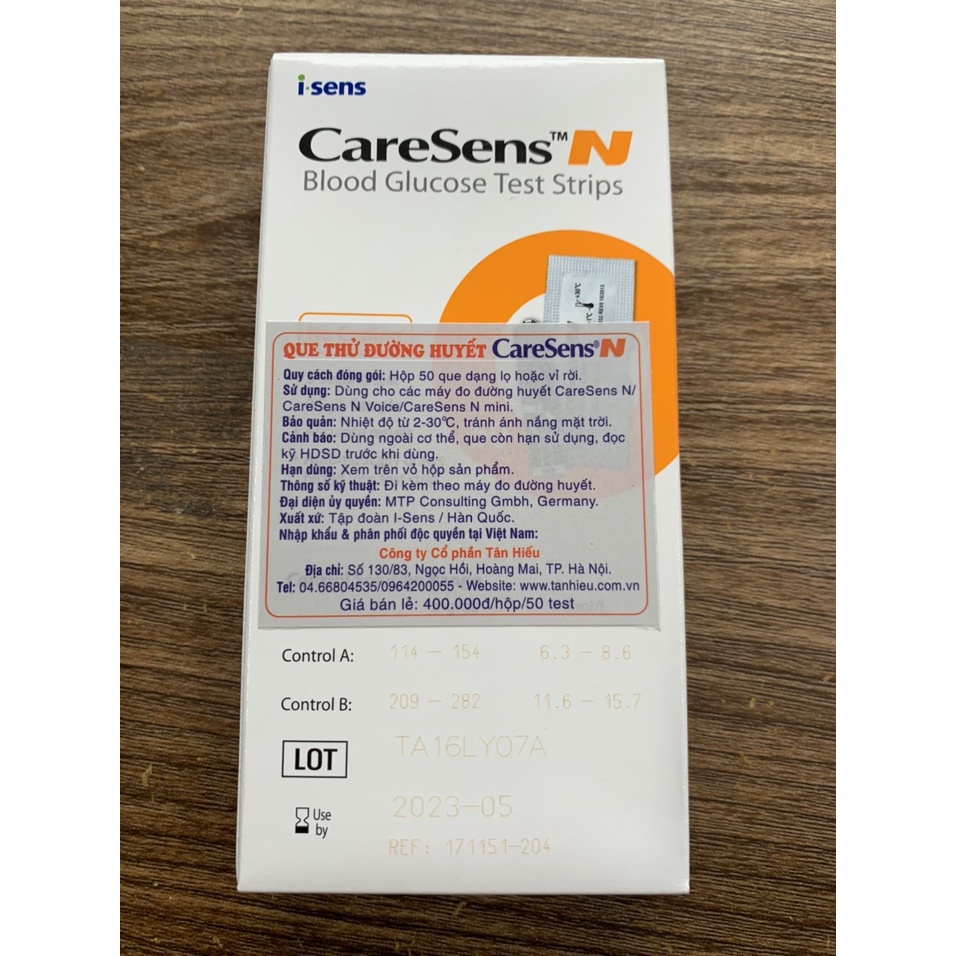 i·sens
CareSens™ N
Blood Glucose Test Strips
QUE THỬ ĐƯỜNG HUYẾT CareSens® N
Quy cách đóng gói: Hộp 50 que dạng lọ hoặc vỉ rời.
Sử dụng: Dùng cho các máy đo đường huyết CareSens N/
CareSens N Voice/CareSens N mini.
Bảo quản: Nhiệt độ từ 2-30°C, tránh ánh nắng mặt trời.
Cảnh báo: Dùng ngoài cơ thể, que còn hạn sử dụng, đọc
kỹ HDSD trước khi dùng.
Hạn dùng: Xem trên vỏ hộp sản phẩm.
Thông số kỹ thuật: Đi kèm theo máy đo đường huyết.
Đại diện ủy quyền: MTP Consulting Gmbh, Germany.
Xuất xứ: Tập đoàn I-Sens / Hàn Quốc.
Nhập khẩu & phân phối độc quyền tại Việt Nam:
Công ty Cổ phần Tân Hiếu
Địa chỉ: Số 130/83, Ngọc Hồi, Hoàng Mai, TP. Hà Nội.
Tel: 04.66804535/0964200055 - Website: www.tanhieu.com.vn
Giá bán lẻ: 400.000đ/hộp/50 test
Control A: 114 - 154 6.3 - 8.6
Control B: 209 - 282 11.6 - 15.7
LOT TA16LY07A
Use by 2023-05
REF: 171151-204